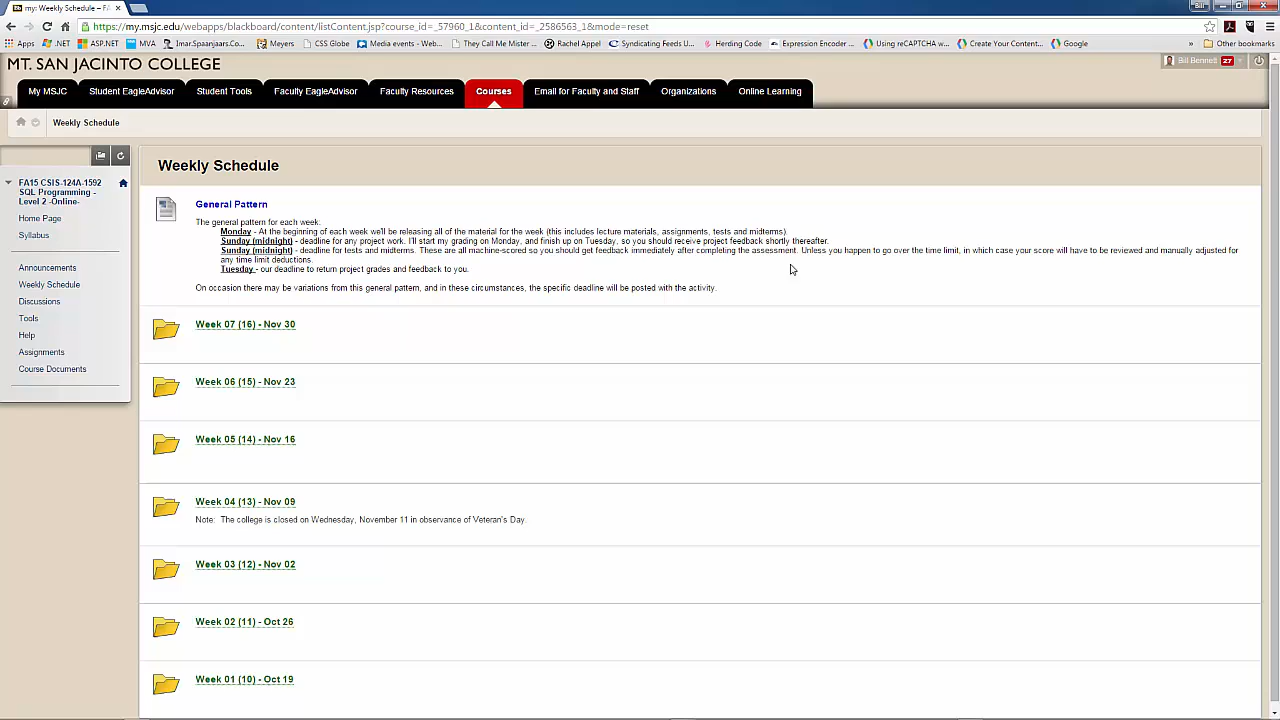 my: Weekly Schedule – FA
Bill
https://my.msjc.edu/webapps/blackboard/content/listContent.jsp?course_id=_57960_1&content_id=_2586563_1&mode=reset
Apps .NET ASP.NET MVA Imar.Spaanjaars.Co... Meyers CSS Globe Media events - Web... They Call Me Mister ... Rachel Appel Syndicating Feeds U... Herding Code Expression Encoder ... Using reCAPTCHA w... Create Your Content... Google » Other bookmarks
MT. SAN JACINTO COLLEGE
Bill Bennett 27
My MSJC Student EagleAdvisor Student Tools Faculty EagleAdvisor Faculty Resources Courses Email for Faculty and Staff Organizations Online Learning
Weekly Schedule
FA15 CSIS-124A-1592
SQL Programming -
Level 2 -Online-
Home Page
Syllabus
Announcements
Weekly Schedule
Discussions
Tools
Help
Assignments
Course Documents
Weekly Schedule
General Pattern
The general pattern for each week:
Monday - At the beginning of each week we'll be releasing all of the material for the week (this includes lecture materials, assignments, tests and midterms).
Sunday (midnight) - deadline for any project work. I'll start my grading on Monday, and finish up on Tuesday, so you should receive project feedback shortly thereafter.
Sunday (midnight) - deadline for tests and midterms. These are all machine-scored so you should get feedback immediately after completing the assessment. Unless you happen to go over the time limit, in which case your score will have to be reviewed and manually adjusted for
any time limit deductions.
Tuesday - our deadline to return project grades and feedback to you.
On occasion there may be variations from this general pattern, and in these circumstances, the specific deadline will be posted with the activity.
Week 07 (16) - Nov 30
Week 06 (15) - Nov 23
Week 05 (14) - Nov 16
Week 04 (13) - Nov 09
Note: The college is closed on Wednesday, November 11 in observance of Veteran's Day.
Week 03 (12) - Nov 02
Week 02 (11) - Oct 26
Week 01 (10) - Oct 19